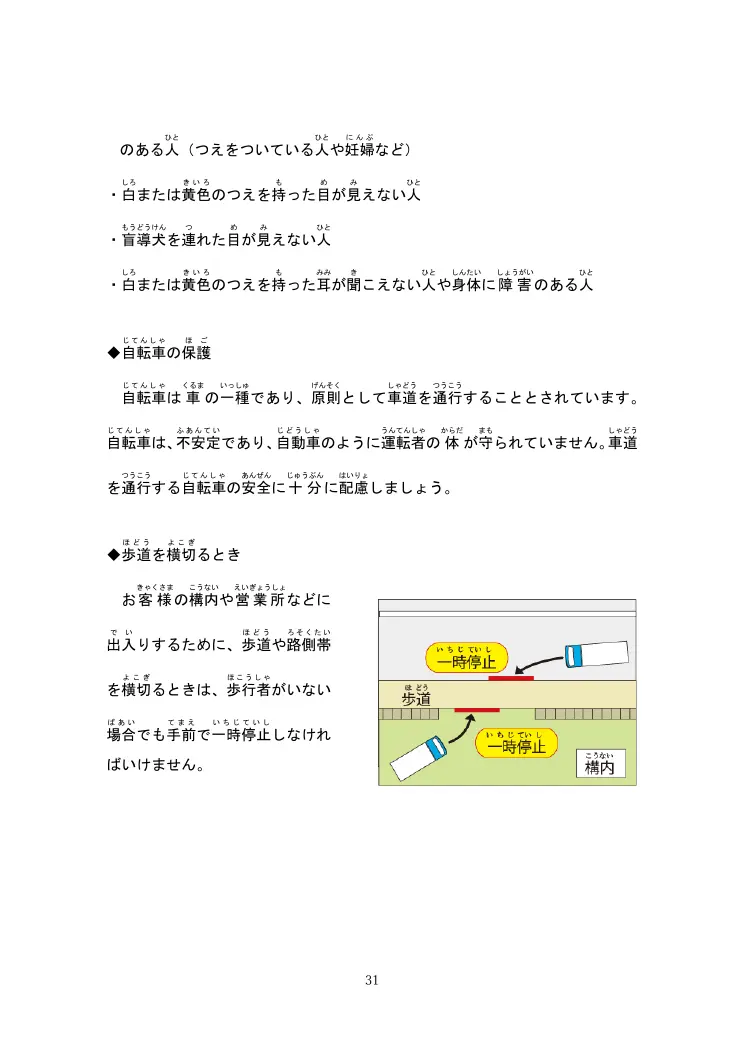 のある人（つえをついている人や妊婦など）
・白または黄色のつえを持った目が見えない人
・盲導犬を連れた目が見えない人
・白または黄色のつえを持った耳が聞こえない人や身体に障害のある人
◆自転車の保護
自転車は車の一種であり、原則として車道を通行することとされています。
自転車は、不安定であり、自動車のように運転者の体が守られていません。車道
を通行する自転車の安全に十分に配慮しましょう。
◆歩道を横切るとき
お客様の構内や営業所などに
出入りするために、歩道や路側帯
を横切るときは、歩行者がいない
場合でも手前で一時停止しなけれ
ばいけません。
一時停止
歩道
一時停止
構内
31